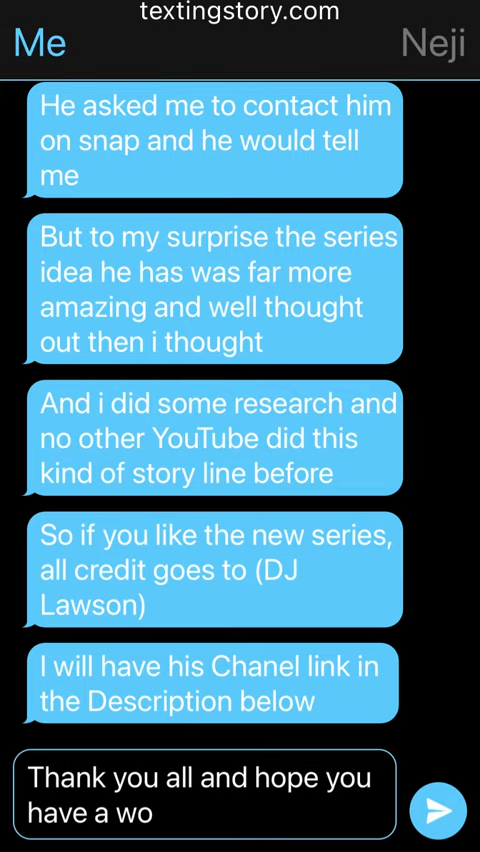 textingstory.com
Me
Neji
He asked me to contact him
on snap and he would tell
me
But to my surprise the series
idea he has was far more
amazing and well thought
out then i thought
And i did some research and
no other YouTube did this
kind of story line before
So if you like the new series,
all credit goes to (DJ
Lawson)
I will have his Chanel link in
the Description below
Thank you all and hope you
have a wo